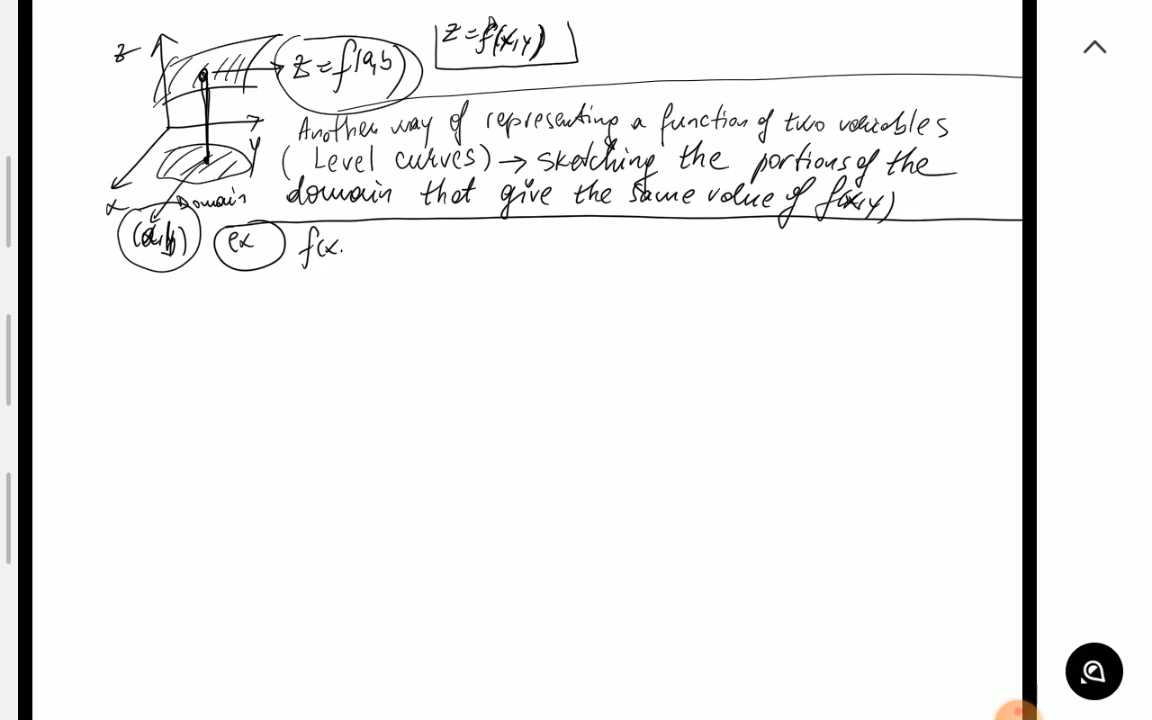 z
z = f(a,b)
z = f(x,y)
y
x
Domain
(a,b)
Another way of representing a function of two variables
(Level curves) → sketching the portions of the
domain that give the same value of f(x,y)
ex f(x.